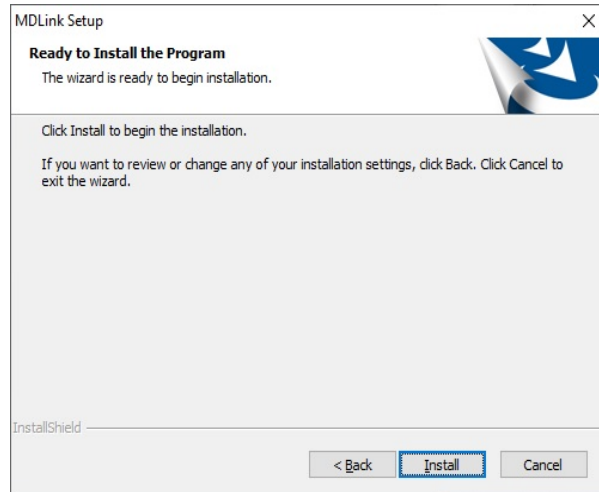 MDLink Setup
Ready to Install the Program
The wizard is ready to begin installation.
Click Install to begin the installation.
If you want to review or change any of your installation settings, click Back. Click Cancel to
exit the wizard.
InstallShield
< Back Install Cancel